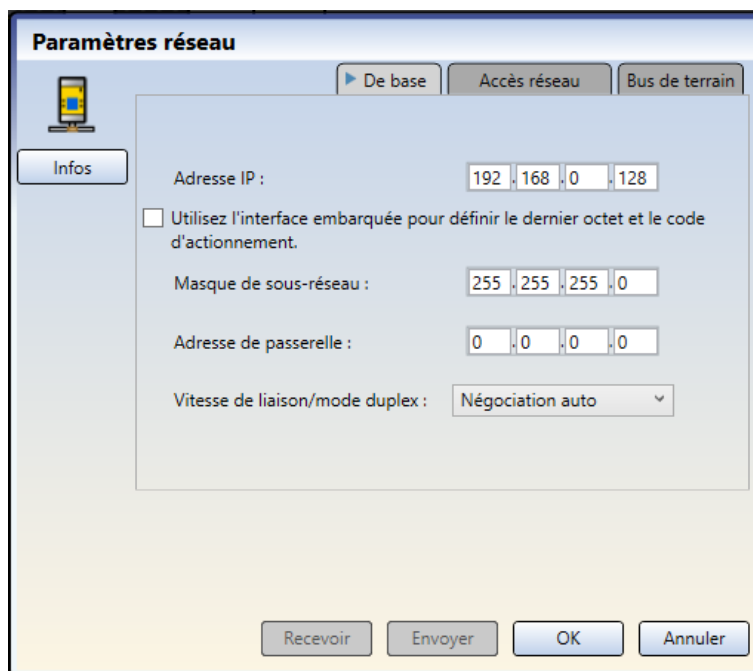 Paramètres réseau
De base
Accès réseau
Bus de terrain
Infos
Adresse IP : 192 . 168 . 0 . 128
Utilisez l'interface embarquée pour définir le dernier octet et le code
d'actionnement.
Masque de sous-réseau : 255 . 255 . 255 . 0
Adresse de passerelle : 0 . 0 . 0 . 0
Vitesse de liaison/mode duplex : Négociation auto
Recevoir
Envoyer
OK
Annuler